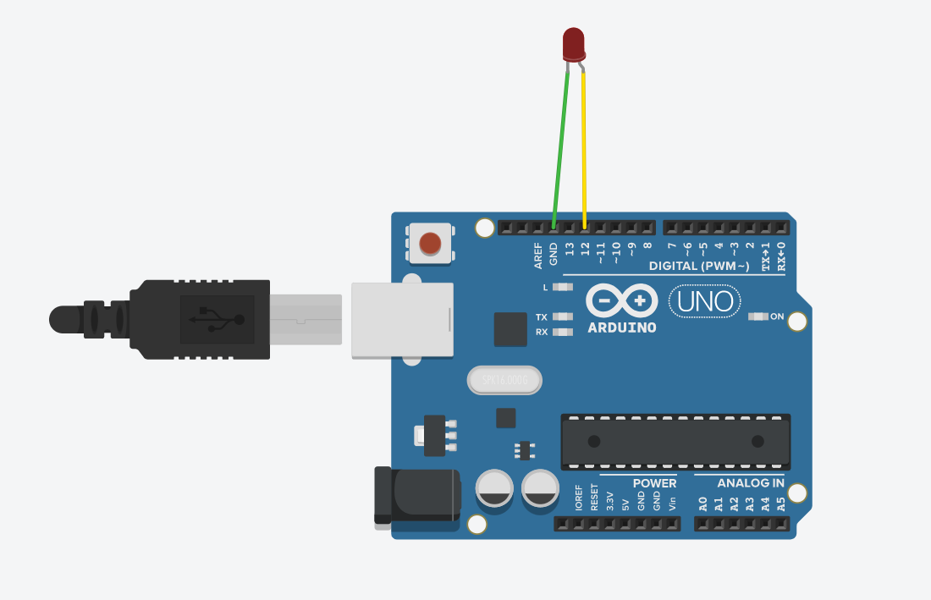 AREF
GND
13
12
~11
~10
~9
8
7
~6
~5
4
~3
2
TX→1
RX←0
DIGITAL (PWM~)
L
TX
RX
ARDUINO
UNO
ON
POWER
ANALOG IN
IOREF
RESET
3.3V
5V
GND
GND
Vin
A0
A1
A2
A3
A4
A5